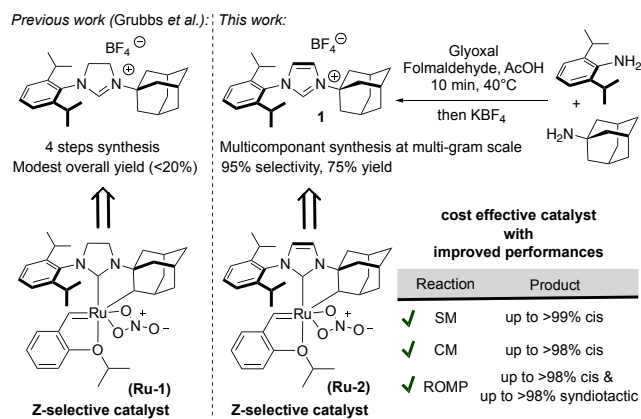 Previous work (Grubbs et al.):
BF4 ⊖
N
N
⊕
4 steps synthesis
Modest overall yield (<20%)
N
N
Ru
O
O
N
+
O−
O
(Ru-1)
Z-selective catalyst
This work:
BF4 ⊖
N
N
⊕
1
Glyoxal
Folmaldehyde, AcOH
10 min, 40°C
then KBF4
NH2
+
H2N
Multicomponant synthesis at multi-gram scale
95% selectivity, 75% yield
N
N
Ru
O
O
N
+
O−
O
(Ru-2)
Z-selective catalyst
cost effective catalyst
with
improved performances
Reaction Product
✓ SM up to >99% cis
✓ CM up to >98% cis
✓ ROMP up to >98% cis &
up to >98% syndiotactic